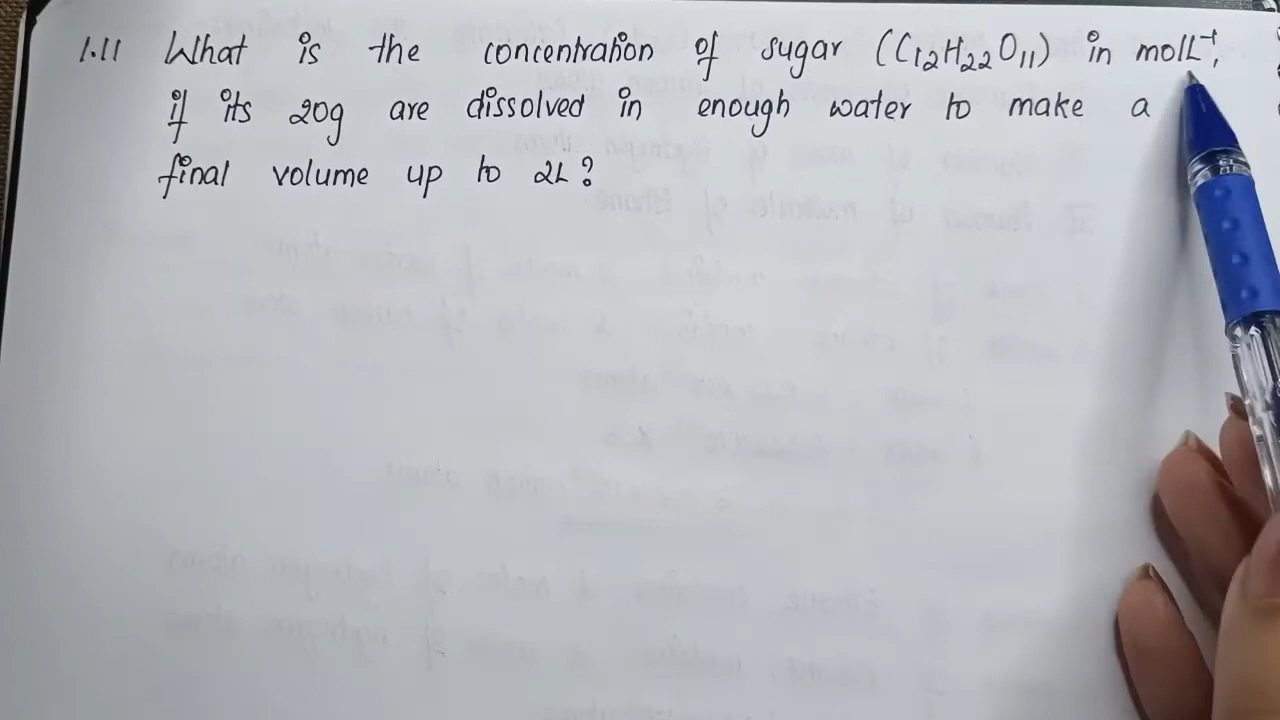 1.11 What is the concentration of sugar (C₁₂H₂₂O₁₁) in molL⁻¹,
if its 20g are dissolved in enough water to make a
final volume up to 2L?